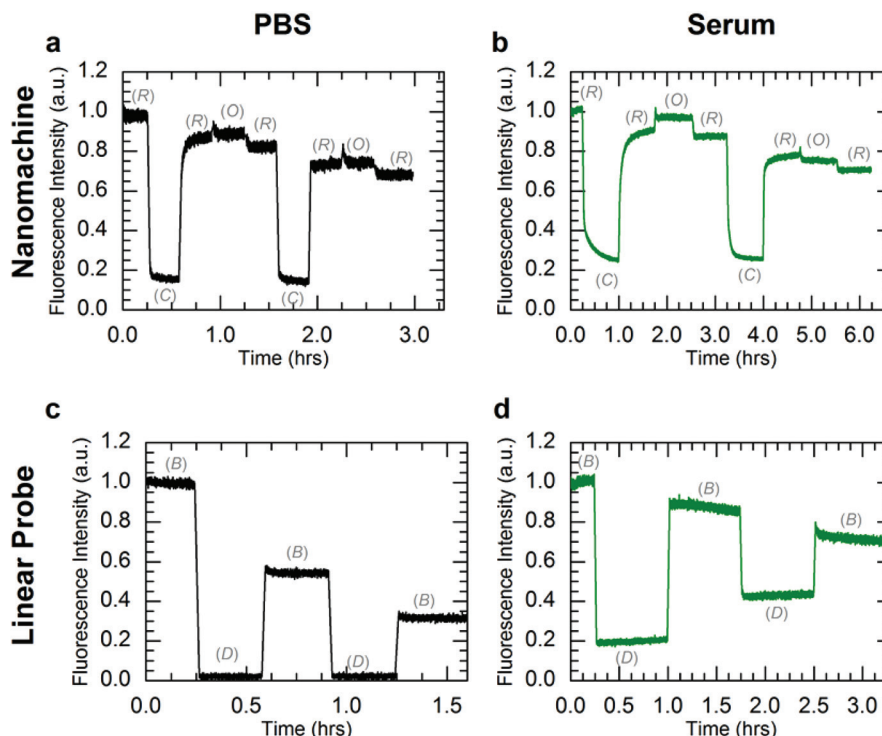 PBS
Serum
Nanomachine
Linear Probe
a
Fluorescence Intensity (a.u.)
1.2
1.0
0.8
0.6
0.4
0.2
0.0
(R)
(C)
(R)
(O)
(R)
(C)
(R)
(O)
(R)
0.0 1.0 2.0 3.0
Time (hrs)
b
Fluorescence Intensity (a.u.)
1.2
1.0
0.8
0.6
0.4
0.2
0.0
(R)
(C)
(R)
(O)
(R)
(C)
(R)
(O)
(R)
0.0 1.0 2.0 3.0 4.0 5.0 6.0
Time (hrs)
c
Fluorescence Intensity (a.u.)
1.2
1.0
0.8
0.6
0.4
0.2
0.0
(B)
(D)
(B)
(D)
(B)
0.0 0.5 1.0 1.5
Time (hrs)
d
Fluorescence Intensity (a.u.)
1.2
1.0
0.8
0.6
0.4
0.2
0.0
(B)
(D)
(B)
(D)
(B)
0.0 0.5 1.0 1.5 2.0 2.5 3.0
Time (hrs)